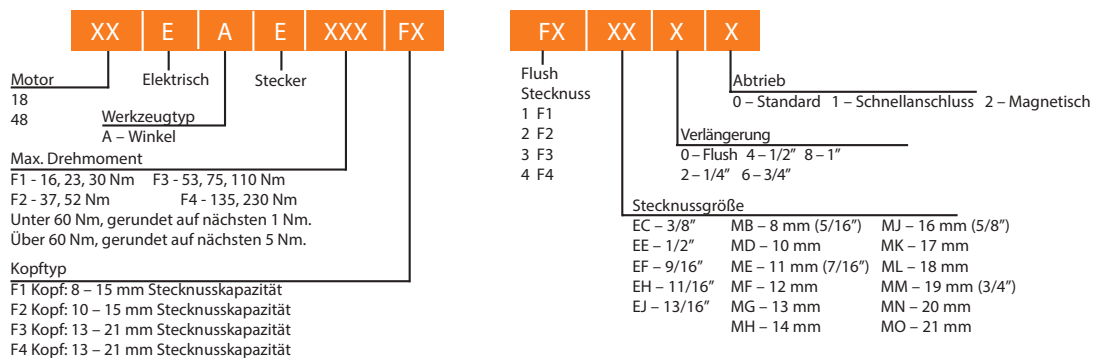 XX E A E XXX FX
Motor
18
48
Elektrisch
Stecker
Werkzeugtyp
A – Winkel
Max. Drehmoment
F1 - 16, 23, 30 Nm F3 - 53, 75, 110 Nm
F2 - 37, 52 Nm F4 - 135, 230 Nm
Unter 60 Nm, gerundet auf nächsten 1 Nm.
Über 60 Nm, gerundet auf nächsten 5 Nm.
Kopftyp
F1 Kopf: 8 – 15 mm Stecknusskapazität
F2 Kopf: 10 – 15 mm Stecknusskapazität
F3 Kopf: 13 – 21 mm Stecknusskapazität
F4 Kopf: 13 – 21 mm Stecknusskapazität
FX XX X X
Flush
Stecknuss
1 F1
2 F2
3 F3
4 F4
Abtrieb
0 – Standard 1 – Schnellanschluss 2 – Magnetisch
Verlängerung
0 – Flush 4 – 1/2” 8 – 1”
2 – 1/4” 6 – 3/4”
Stecknussgröße
EC – 3/8” MB – 8 mm (5/16”) MJ – 16 mm (5/8”)
EE – 1/2” MD – 10 mm MK – 17 mm
EF – 9/16” ME – 11 mm (7/16”) ML – 18 mm
EH – 11/16” MF – 12 mm MM – 19 mm (3/4”)
EJ – 13/16” MG – 13 mm MN – 20 mm
MH – 14 mm MO – 21 mm